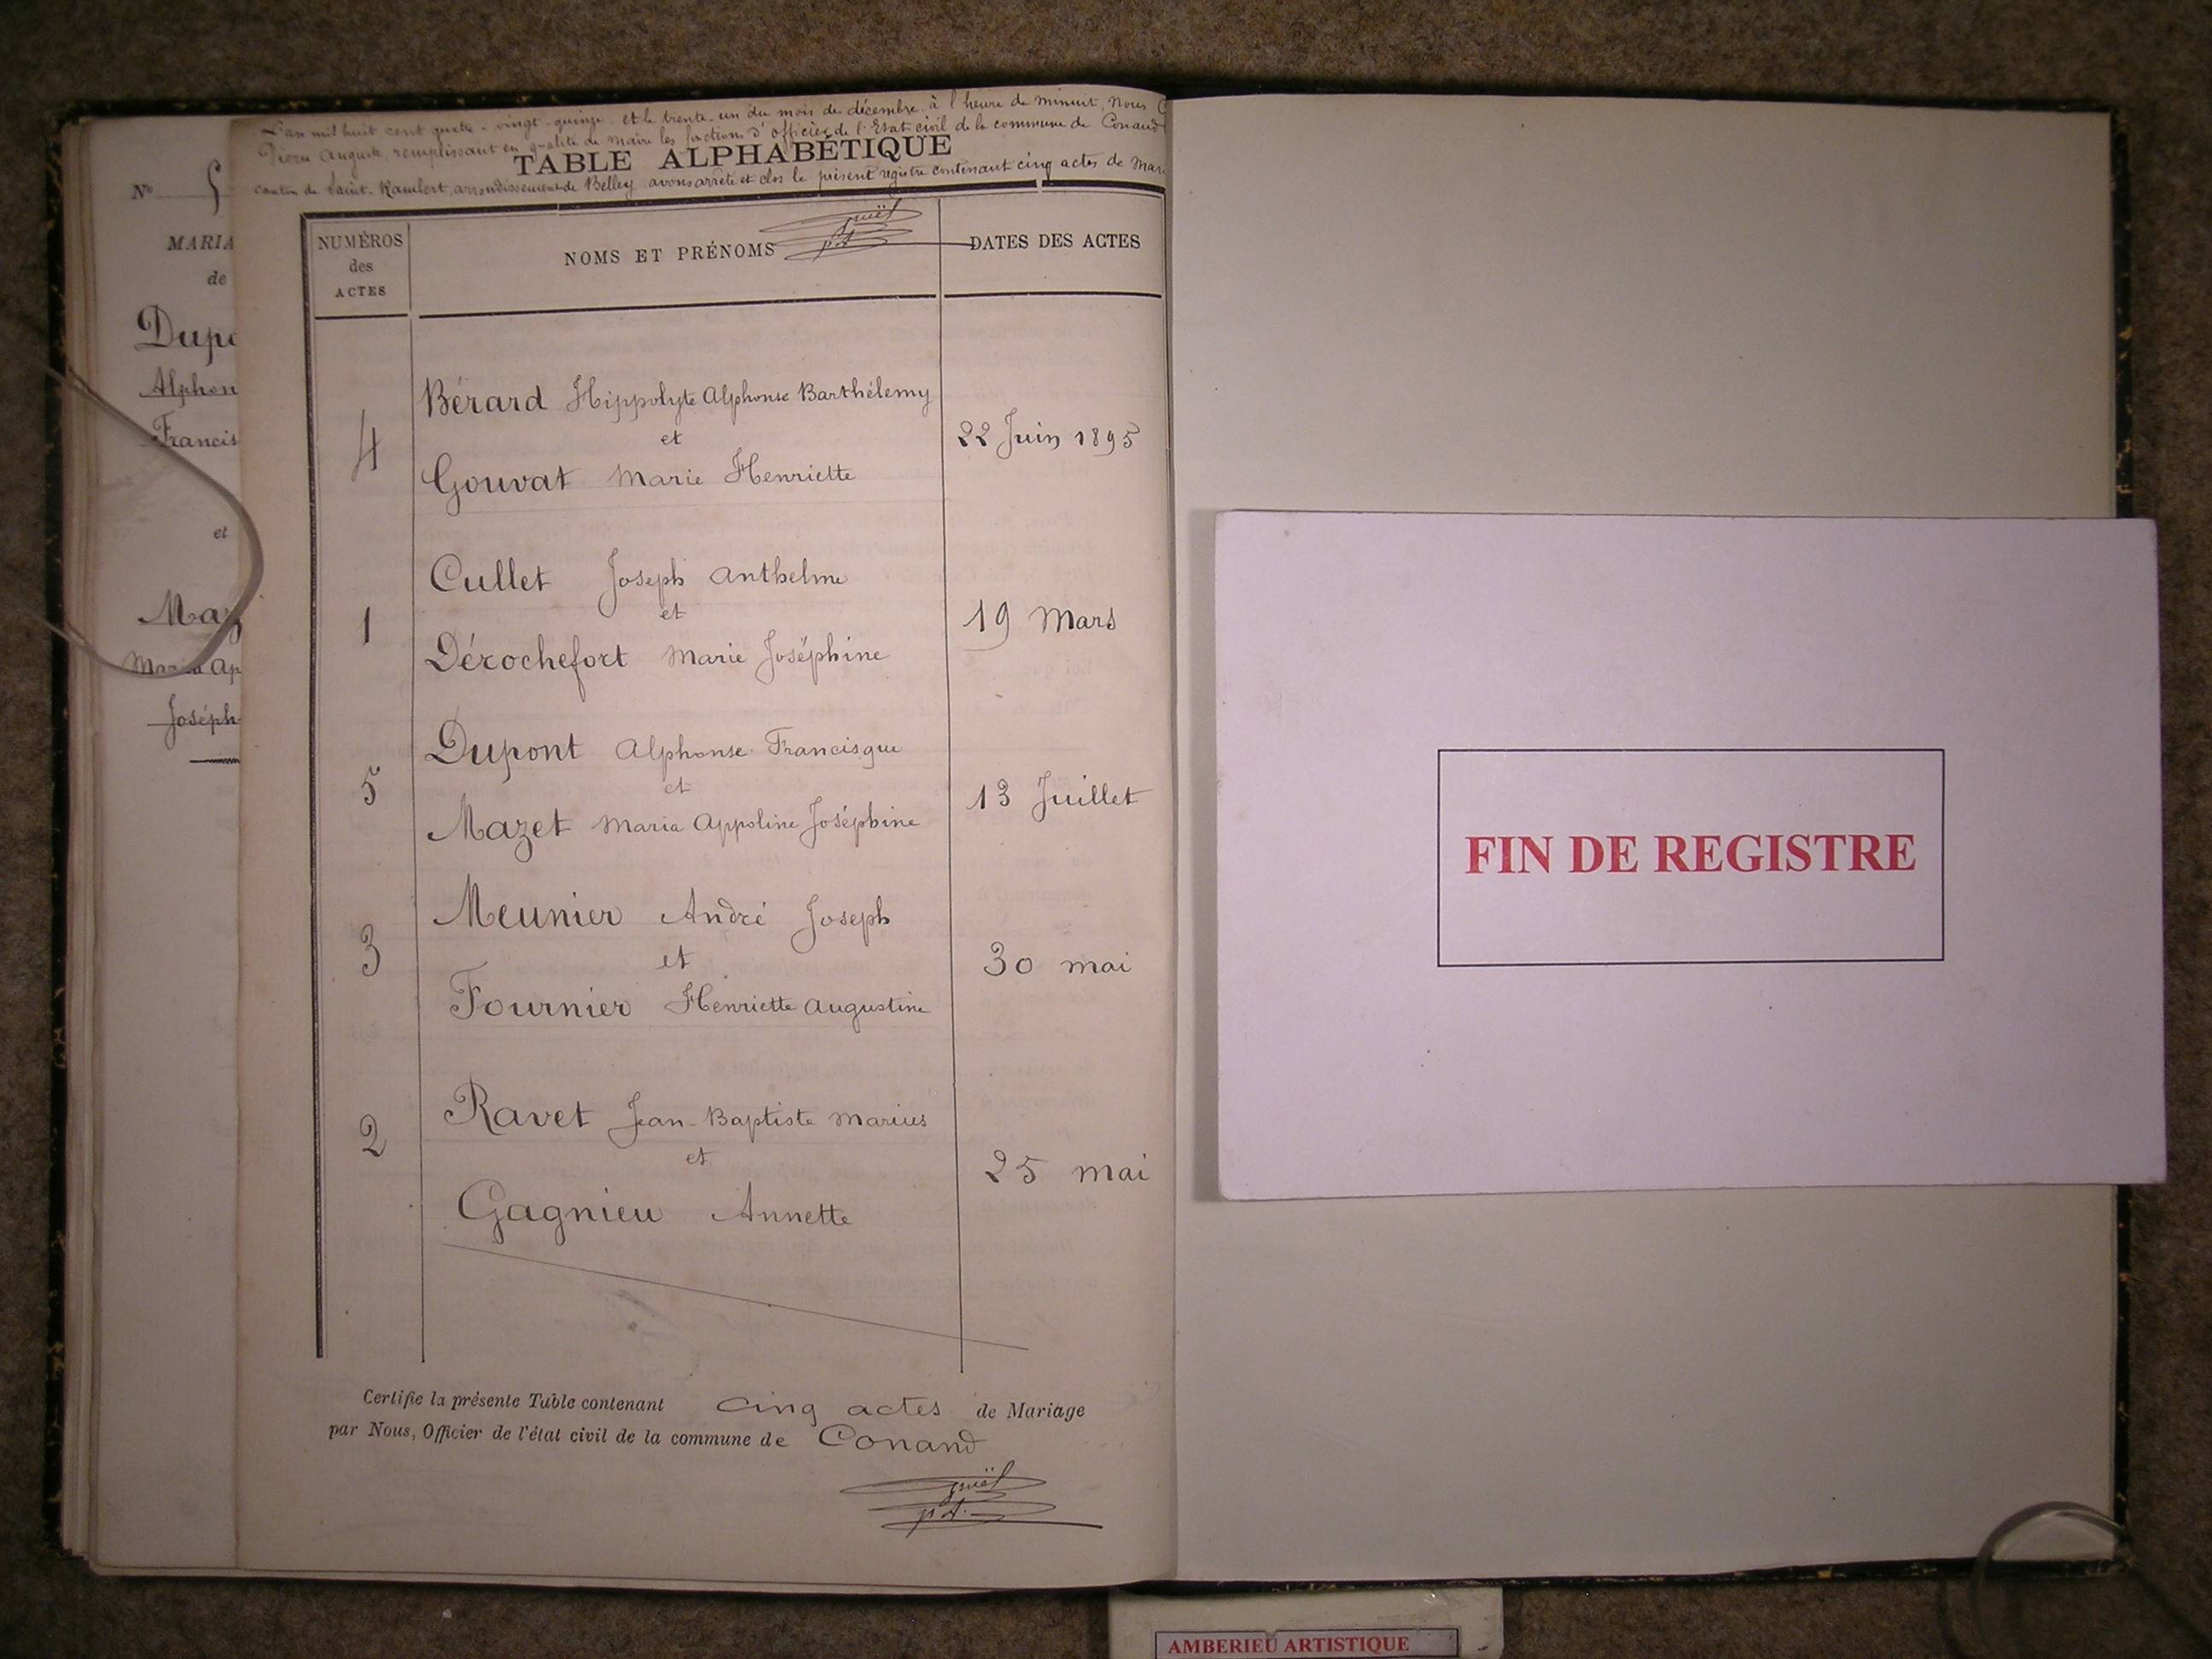 Nº 5
MARIA
de
Dupo
Alphon
Francis
et
Maz
Maria Ap
Joséph
L'an mil huit cent quatre-vingt-quinze, et le trente-un du mois de décembre à l'heure de minuit, Nous
Pierre Auguste, remplissant en qualité de maire les fonctions d'officier de l'Etat civil de la commune de Conand
TABLE ALPHABÉTIQUE
canton de Saint-Rambert, arrondissement de Belley avons arrêté et clos le présent registre contenant cinq actes de Mari
NUMÉROS des ACTES
NOMS ET PRÉNOMS
DATES DES ACTES
Bérard Hippolyte Alphonse Barthélemy
4 et 22 Juin 1895
Gouvat Marie Henriette
Cullet Joseph Anthelme
1 et 19 Mars
Dérochefort Marie Joséphine
Dupont Alphonse Francisque
5 et 13 Juillet
Mazet Maria Appoline Joséphine
Meunier André Joseph
3 et 30 mai
Fournier Henriette Augustine
Ravet Jean-Baptiste Marius
2 et 25 mai
Gagnieu Annette
Certifie la présente Table contenant cinq actes de Mariage
par Nous, Officier de l'état civil de la commune de Conand
FIN DE REGISTRE
AMBERIEU ARTISTIQUE